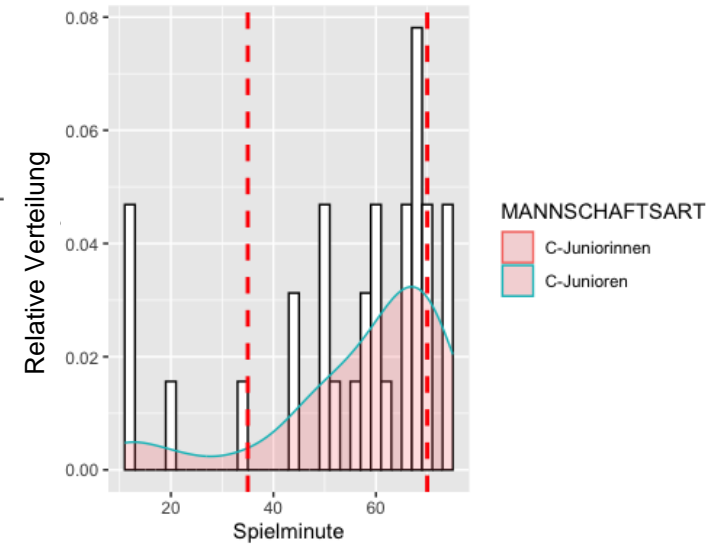 0.08
0.06
0.04
0.02
0.00
Relative Verteilung
20 40 60
Spielminute
MANNSCHAFTSART
C-Juniorinnen
C-Junioren